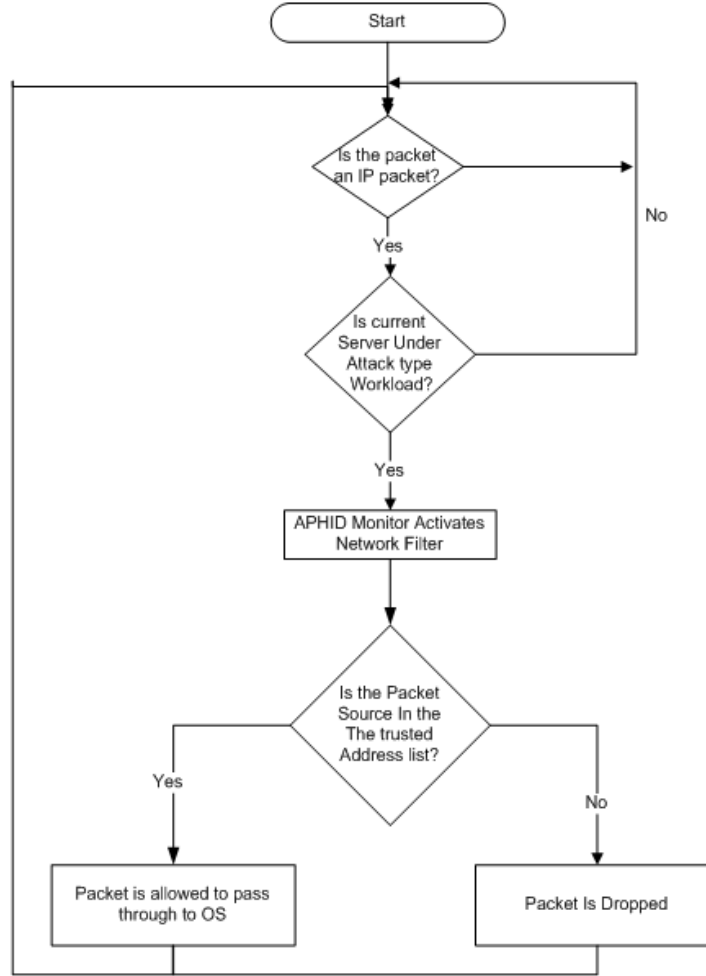 Start
Is the packet
an IP packet?
No
Yes
Is current
Server Under
Attack type
Workload?
Yes
APHID Monitor Activates
Network Filter
Is the Packet
Source In the
The trusted
Address list?
Yes
No
Packet is allowed to pass
through to OS
Packet Is Dropped